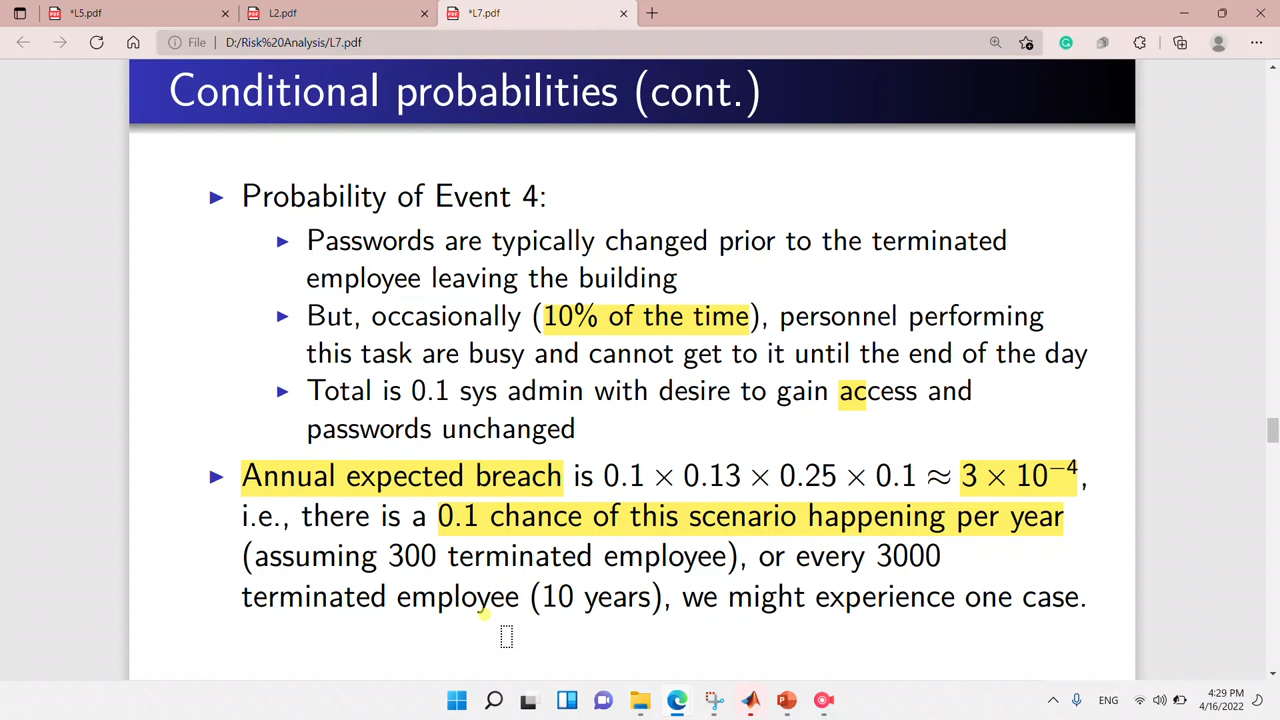 *L5.pdf
L2.pdf
*L7.pdf
File
D:/Risk%20Analysis/L7.pdf
Conditional probabilities (cont.)
Probability of Event 4:
Passwords are typically changed prior to the terminated
employee leaving the building
But, occasionally (10% of the time), personnel performing
this task are busy and cannot get to it until the end of the day
Total is 0.1 sys admin with desire to gain access and
passwords unchanged
Annual expected breach is 0.1 × 0.13 × 0.25 × 0.1 ≈ 3 × 10⁻⁴,
i.e., there is a 0.1 chance of this scenario happening per year
(assuming 300 terminated employee), or every 3000
terminated employee (10 years), we might experience one case.
ENG
4:29 PM
4/16/2022